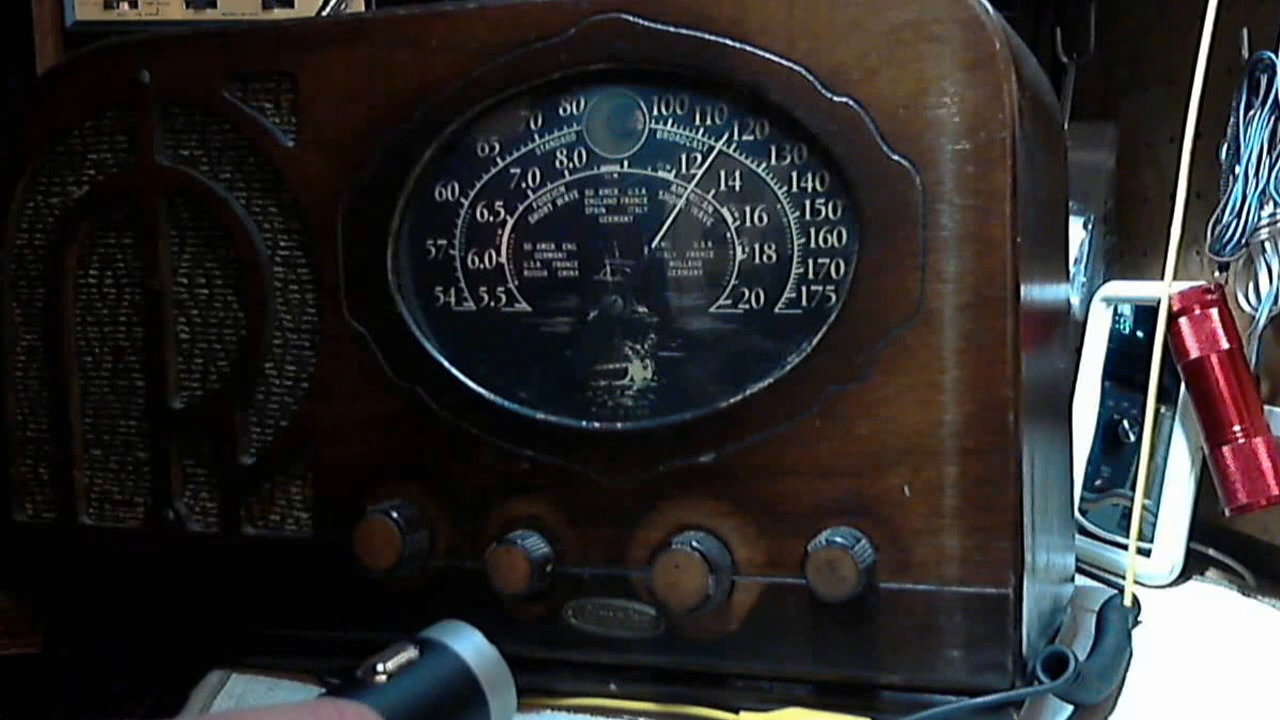 80 100
70 110
65 STANDARD BROADCAST 120
8.0 12 130
60 7.0 14 140
FOREIGN SHORT WAVE AMERICAN SHORT WAVE
SO AMER. U.S.A
ENGLAND FRANCE
SPAIN ITALY
GERMANY
6.5 16 150
57 6.0 18 160
SO AMER. ENG
GERMANY
U.S.A FRANCE
RUSSIA CHINA
U.S.A
ITALY FRANCE
HOLLAND
GERMANY
170
54 5.5 20 175